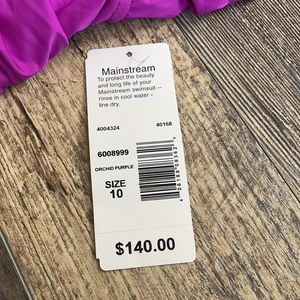 Mainstream
To protect the beauty
and long life of your
Mainstream swimsuit --
rinse in cool water -
line dry.
4004324 40168
6008999
ORCHID PURPLE
SIZE
10
$140.00